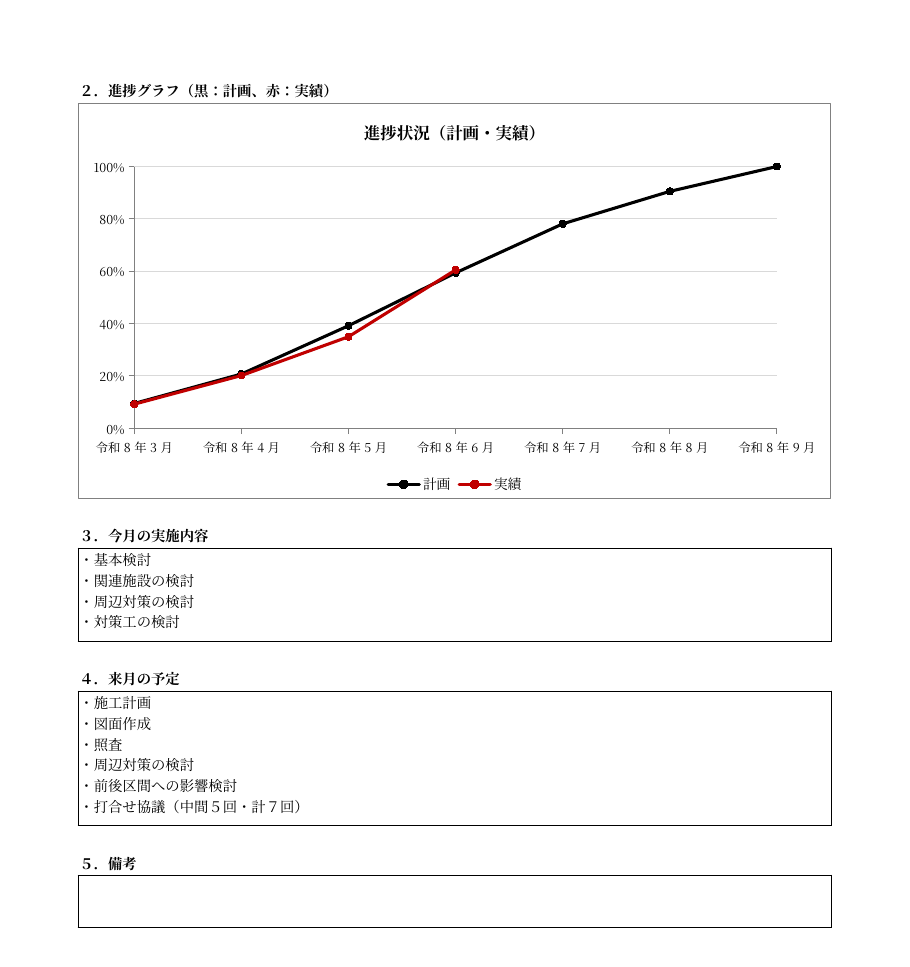 ２．進捗グラフ（黒：計画、赤：実績）
進捗状況（計画・実績）
100%
80%
60%
40%
20%
0%
令和８年３月 令和８年４月 令和８年５月 令和８年６月 令和８年７月 令和８年８月 令和８年９月
計画 実績
３．今月の実施内容
・基本検討
・関連施設の検討
・周辺対策の検討
・対策工の検討
４．来月の予定
・施工計画
・図面作成
・照査
・周辺対策の検討
・前後区間への影響検討
・打合せ協議（中間５回・計７回）
５．備考